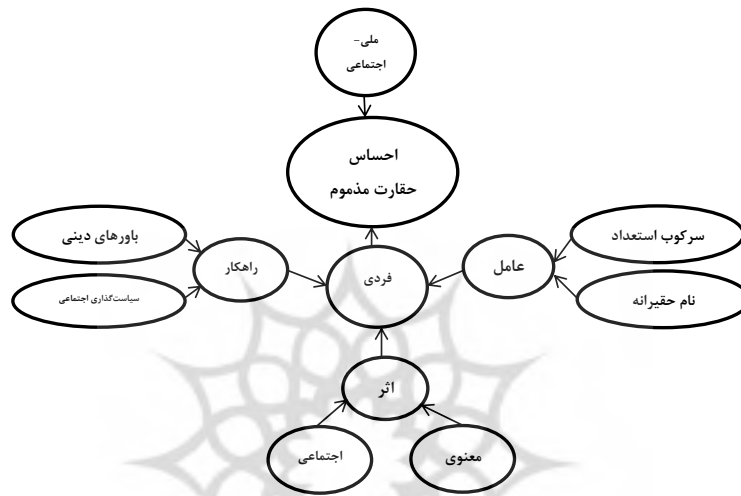 ملی-
اجتماعی
احساس
حقارت مذموم
سرکوب استعداد
باورهای دینی
عامل
فردی
راهکار
نام حقیرانه
سیاست‌گذاری اجتماعی
اثر
معنوی
اجتماعی